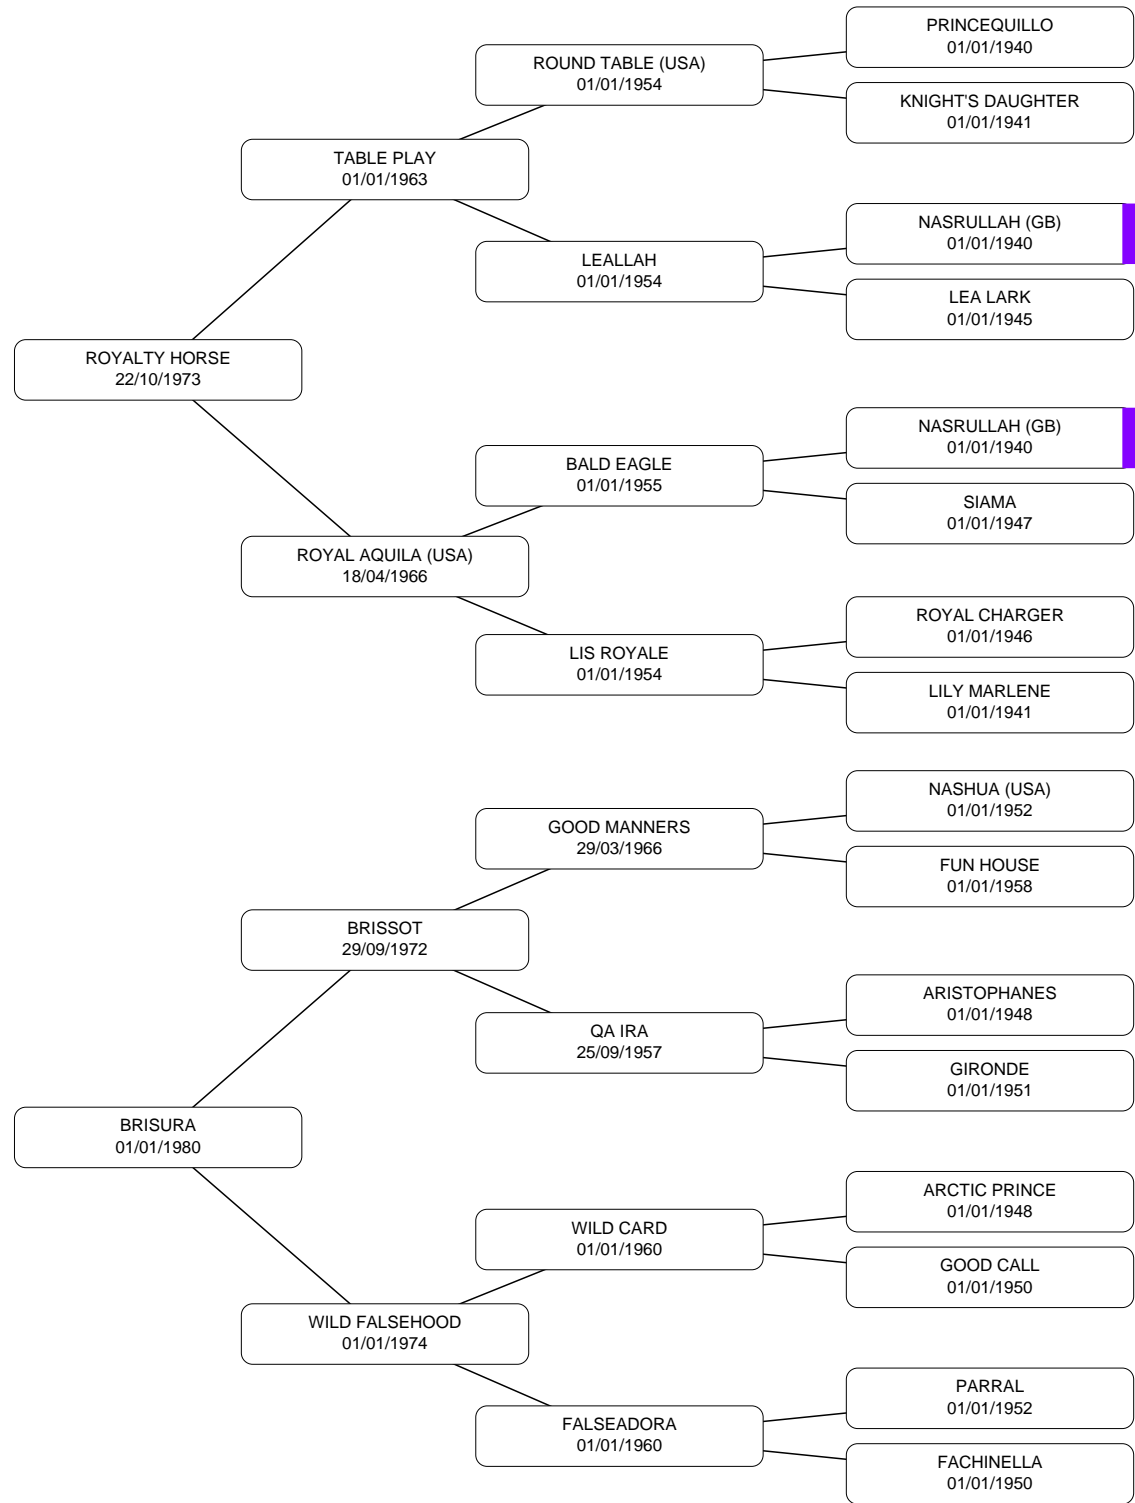 PRINCEQUILLO
01/01/1940
ROUND TABLE (USA)
01/01/1954
KNIGHT'S DAUGHTER
01/01/1941
TABLE PLAY
01/01/1963
NASRULLAH (GB)
01/01/1940
LEALLAH
01/01/1954
LEA LARK
01/01/1945
ROYALTY HORSE
22/10/1973
NASRULLAH (GB)
01/01/1940
BALD EAGLE
01/01/1955
SIAMA
01/01/1947
ROYAL AQUILA (USA)
18/04/1966
ROYAL CHARGER
01/01/1946
LIS ROYALE
01/01/1954
LILY MARLENE
01/01/1941
NASHUA (USA)
01/01/1952
GOOD MANNERS
29/03/1966
FUN HOUSE
01/01/1958
BRISSOT
29/09/1972
ARISTOPHANES
01/01/1948
QA IRA
25/09/1957
GIRONDE
01/01/1951
BRISURA
01/01/1980
ARCTIC PRINCE
01/01/1948
WILD CARD
01/01/1960
GOOD CALL
01/01/1950
WILD FALSEHOOD
01/01/1974
PARRAL
01/01/1952
FALSEADORA
01/01/1960
FACHINELLA
01/01/1950